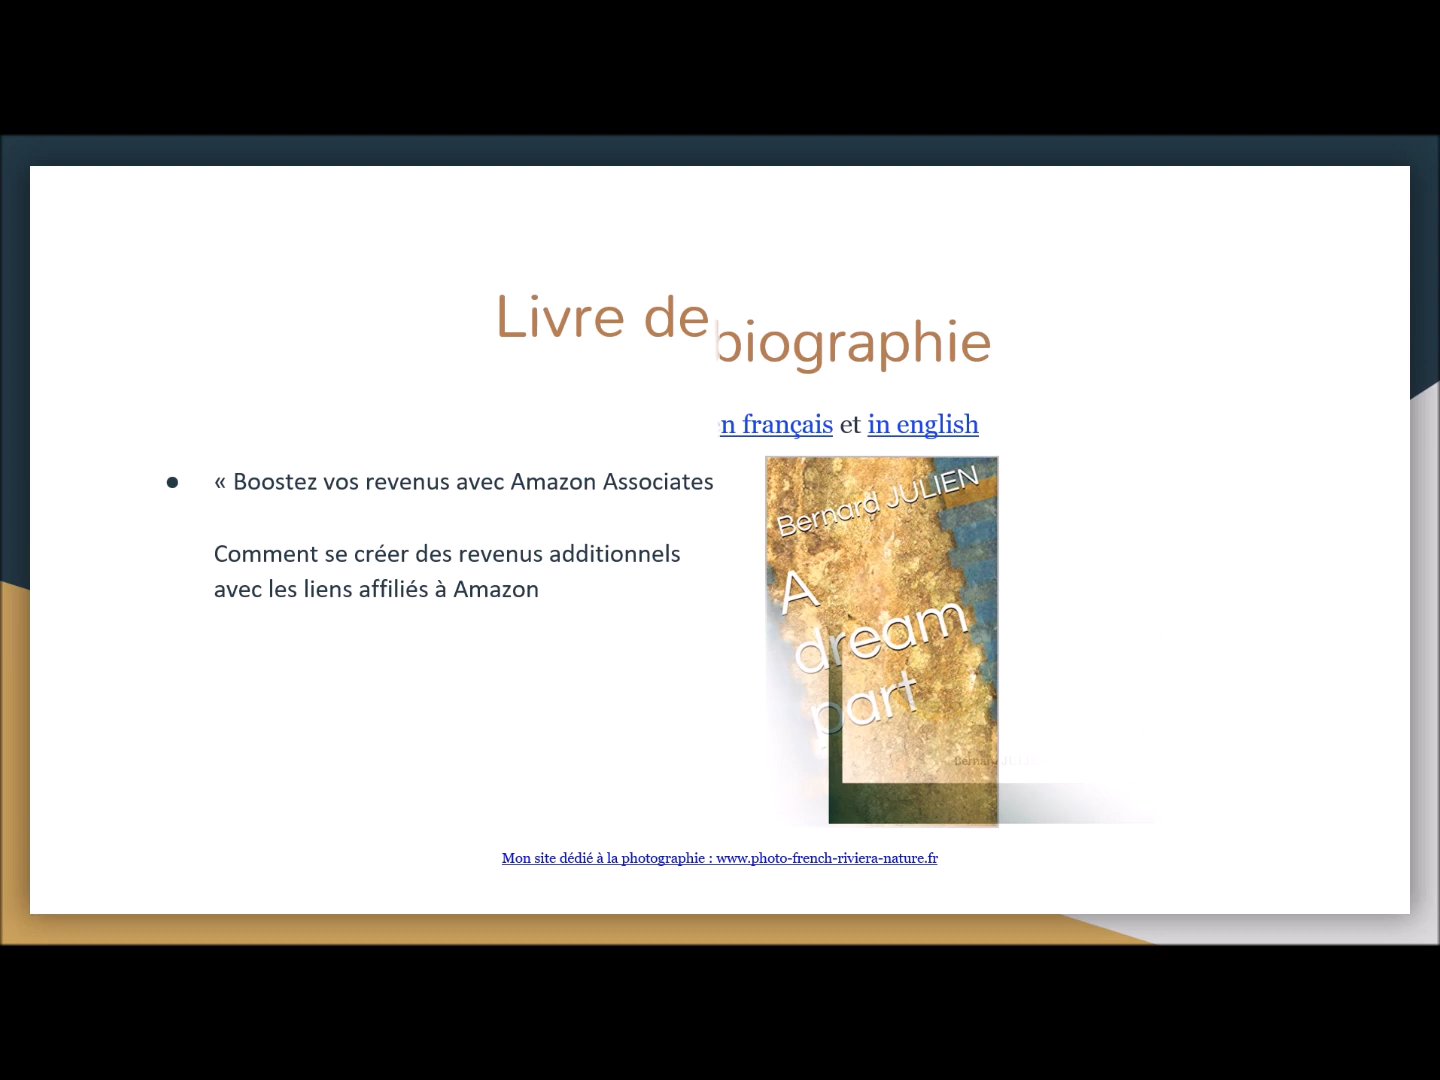 Livre de
biographie
n français et in english
« Boostez vos revenus avec Amazon Associates
Comment se créer des revenus additionnels
avec les liens affiliés à Amazon
Bernard JULIEN
A
dream
part
Mon site dédié à la photographie : www.photo-french-riviera-nature.fr